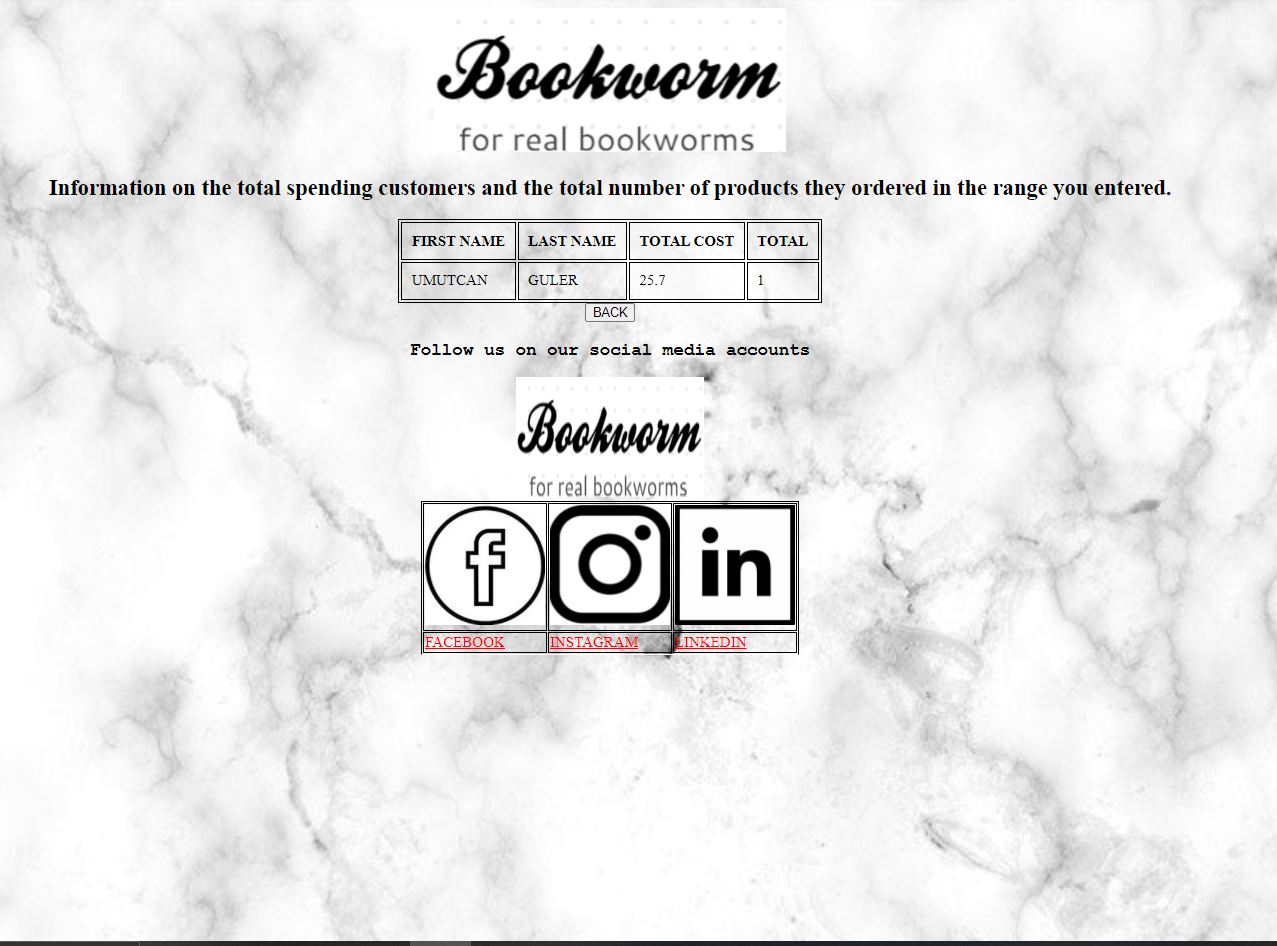 Bookworm
for real bookworms
Information on the total spending customers and the total number of products they ordered in the range you entered.
FIRST NAME LAST NAME TOTAL COST TOTAL
UMUTCAN GULER 25.7 1
BACK
Follow us on our social media accounts
Bookworm
for real bookworms
f in
FACEBOOK INSTAGRAM LINKEDIN